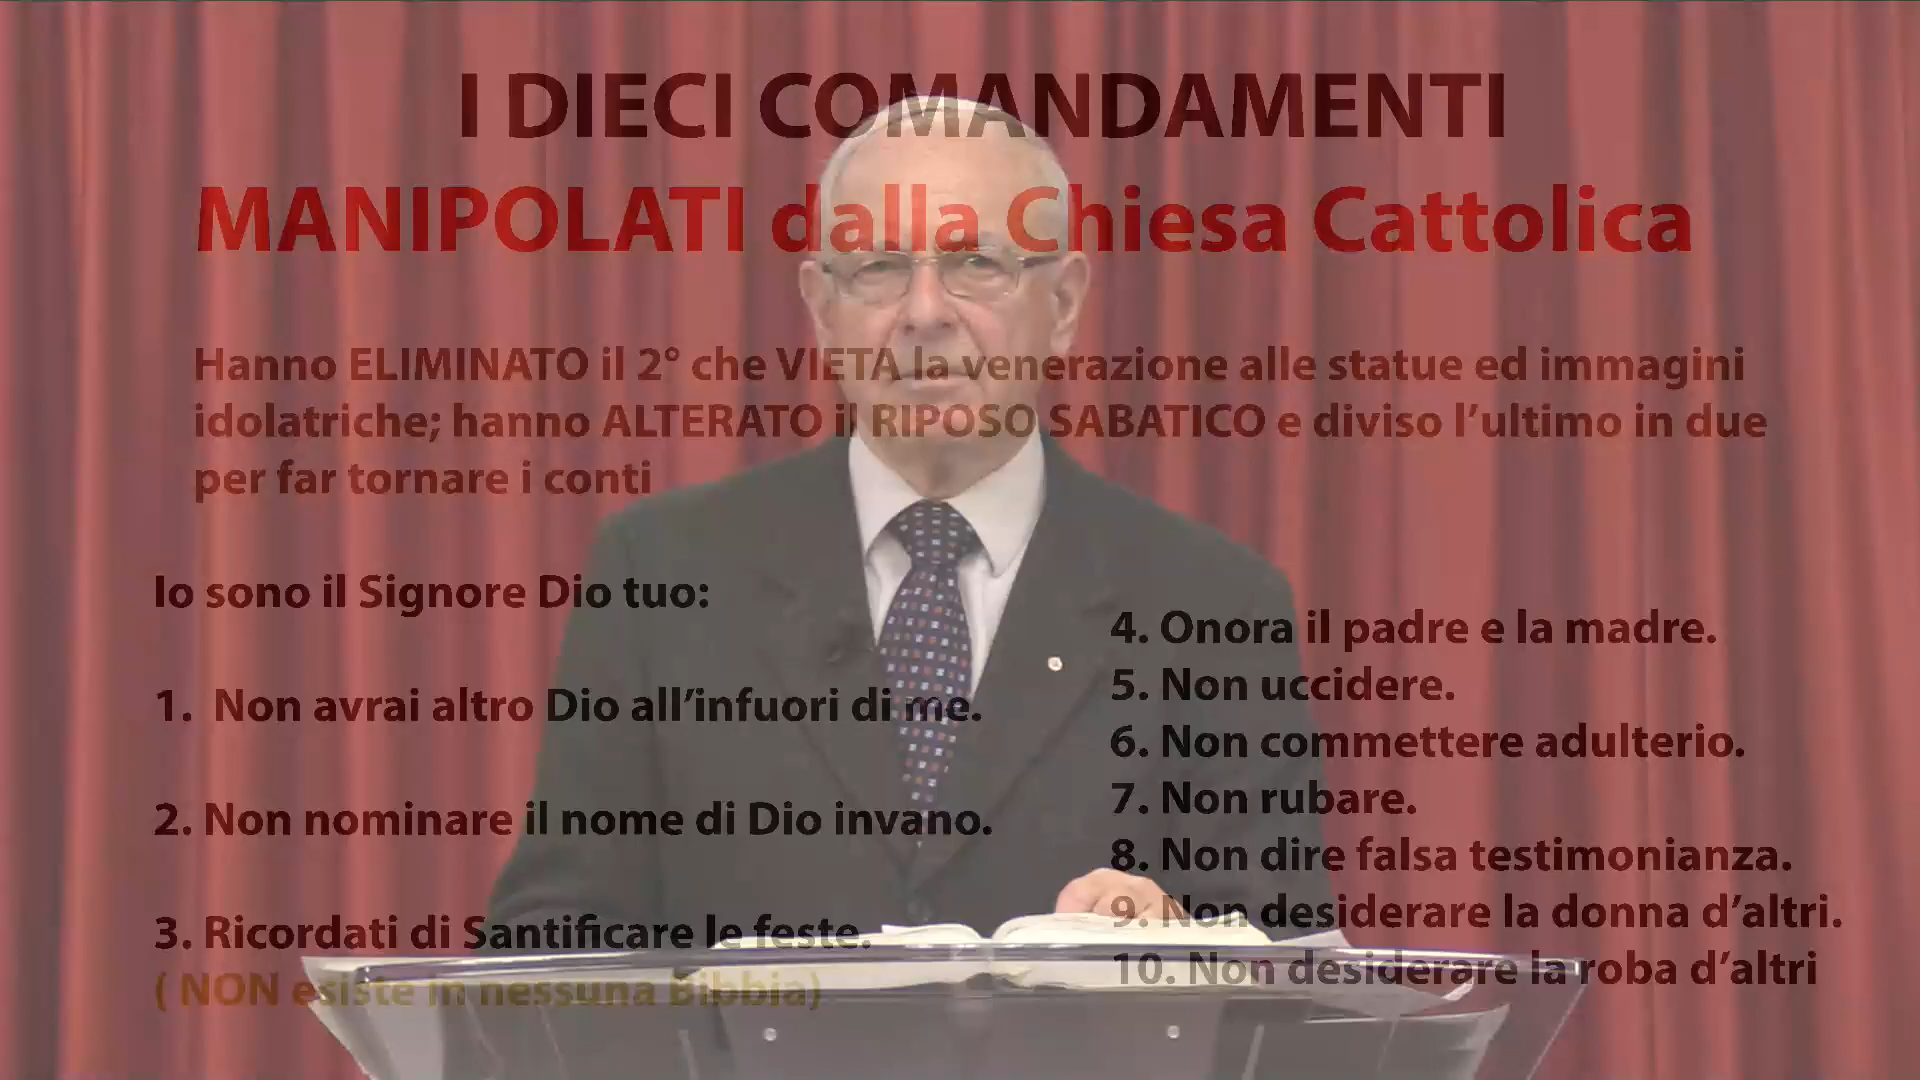 I DIECI COMANDAMENTI
MANIPOLATI dalla Chiesa Cattolica
Hanno ELIMINATO il 2° che VIETA la venerazione alle statue ed immagini
idolatriche; hanno ALTERATO il RIPOSO SABATICO e diviso l’ultimo in due
per far tornare i conti
Io sono il Signore Dio tuo:
1. Non avrai altro Dio all’infuori di me.
2. Non nominare il nome di Dio invano.
3. Ricordati di Santificare le feste.
( NON esiste in nessuna Bibbia)
4. Onora il padre e la madre.
5. Non uccidere.
6. Non commettere adulterio.
7. Non rubare.
8. Non dire falsa testimonianza.
9. Non desiderare la donna d’altri.
10. Non desiderare la roba d’altri